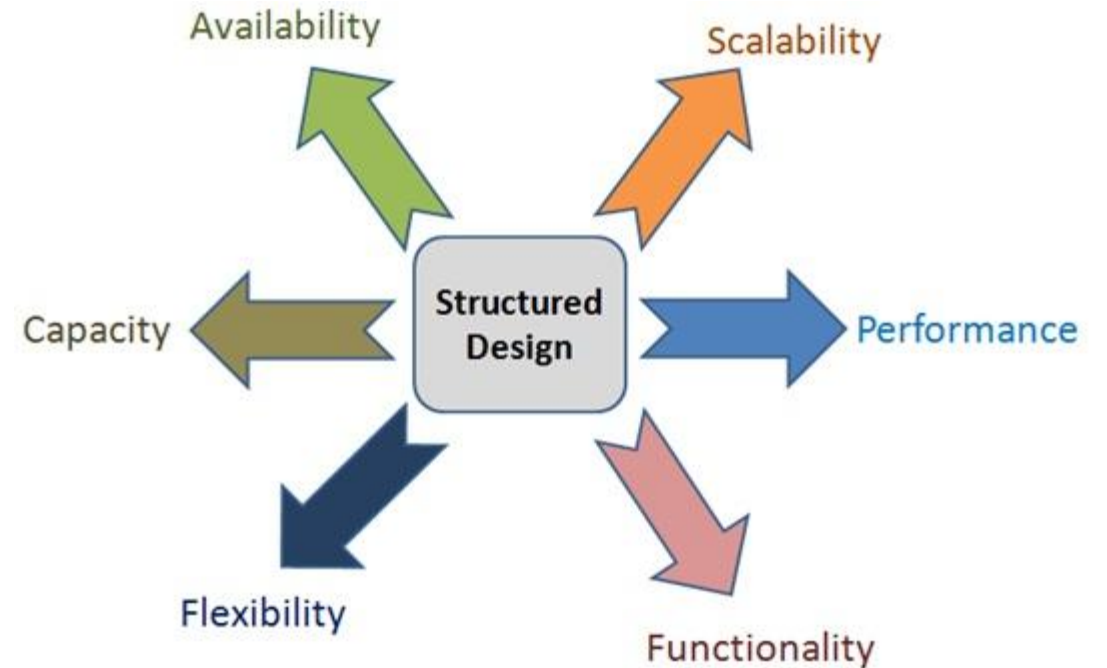 Availability
Scalability
Capacity
Structured
Design
Performance
Flexibility
Functionality